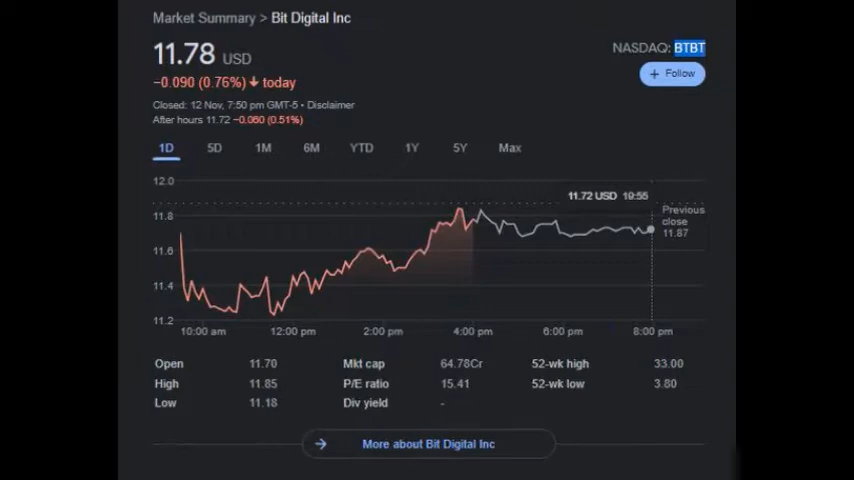 Market Summary > Bit Digital Inc
11.78 USD
NASDAQ: BTBT
−0.090 (0.76%) ↓ today
+ Follow
Closed: 12 Nov, 7:50 pm GMT-5 • Disclaimer
After hours 11.72 −0.060 (0.51%)
1D 5D 1M 6M YTD 1Y 5Y Max
12.0
11.72 USD 19:55
11.8
Previous
close
11.87
11.6
11.4
11.2
10:00 am 12:00 pm 2:00 pm 4:00 pm 6:00 pm 8:00 pm
Open 11.70 Mkt cap 64.78Cr 52-wk high 33.00
High 11.85 P/E ratio 15.41 52-wk low 3.80
Low 11.18 Div yield -
→ More about Bit Digital Inc